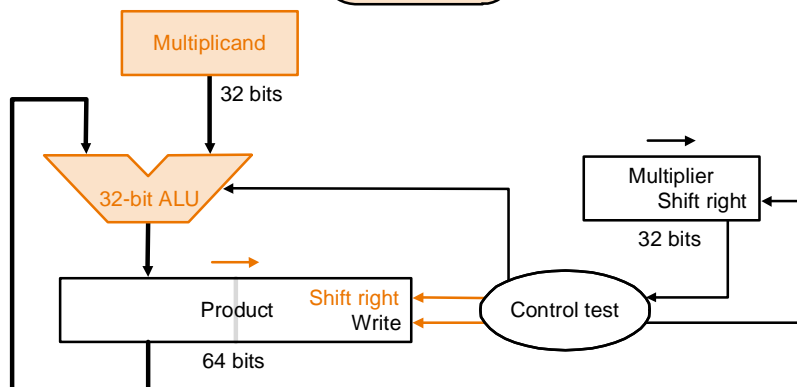 Multiplicand
32 bits
32-bit ALU
Multiplier
Shift right
32 bits
Product
Shift right
Write
Control test
64 bits